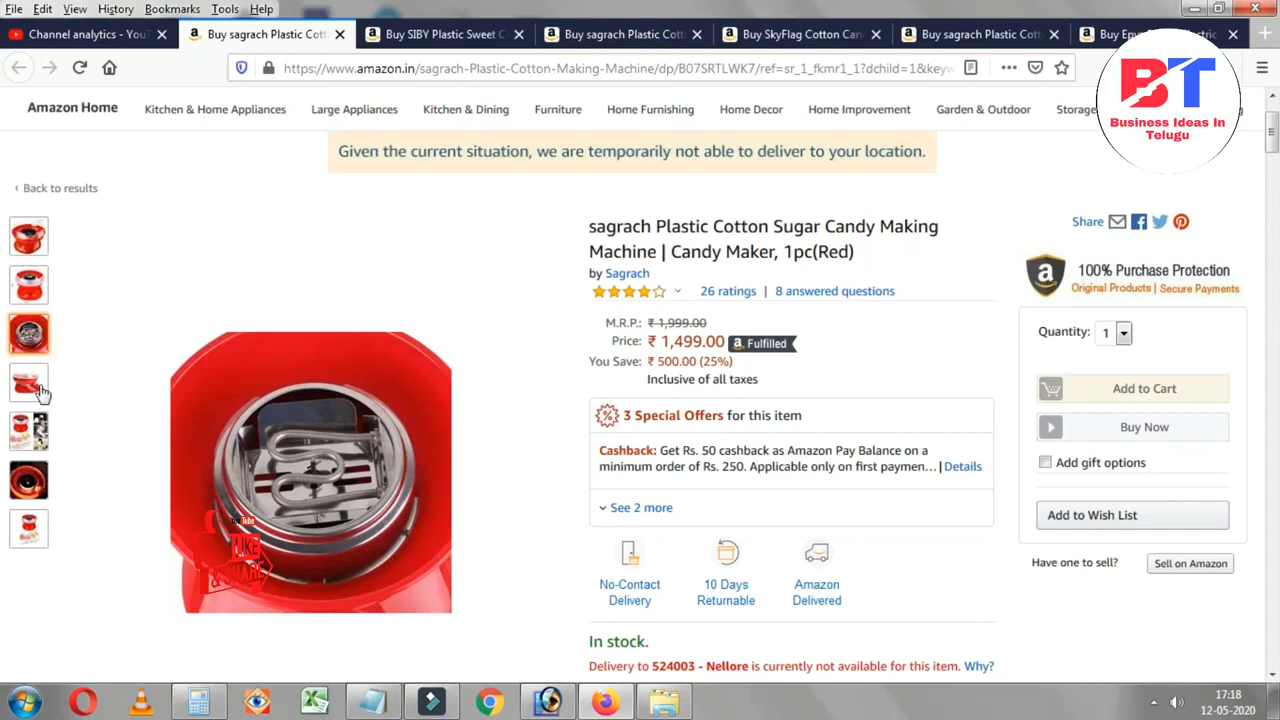 File Edit View History Bookmarks Tools Help
Channel analytics - YouT
Buy sagrach Plastic Cott
Buy SIBY Plastic Sweet C
Buy sagrach Plastic Cott
Buy SkyFlag Cotton Can
Buy sagrach Plastic Cott
https://www.amazon.in/sagrach-Plastic-Cotton-Making-Machine/dp/B07SRTLWK7/ref=sr_1_fkmr1_1?dchild=1&keyw
BT
Business Ideas In
Telugu
Amazon Home Kitchen & Home Appliances Large Appliances Kitchen & Dining Furniture Home Furnishing Home Decor Home Improvement Garden & Outdoor
Given the current situation, we are temporarily not able to deliver to your location.
Back to results
sagrach Plastic Cotton Sugar Candy Making
Machine | Candy Maker, 1pc(Red)
by Sagrach
26 ratings | 8 answered questions
M.R.P.: ₹ 1,999.00
Price: ₹ 1,499.00 Fulfilled
You Save: ₹ 500.00 (25%)
Inclusive of all taxes
3 Special Offers for this item
Cashback: Get Rs. 50 cashback as Amazon Pay Balance on a
minimum order of Rs. 250. Applicable only on first paymen... | Details
See 2 more
No-Contact
Delivery
10 Days
Returnable
Amazon
Delivered
In stock.
Delivery to 524003 - Nellore is currently not available for this item. Why?
Share
100% Purchase Protection
Original Products | Secure Payments
Quantity: 1
Add to Cart
Buy Now
Add gift options
Add to Wish List
Have one to sell? Sell on Amazon
YouTube
LIKE
& SHARE
17:18
12-05-2020